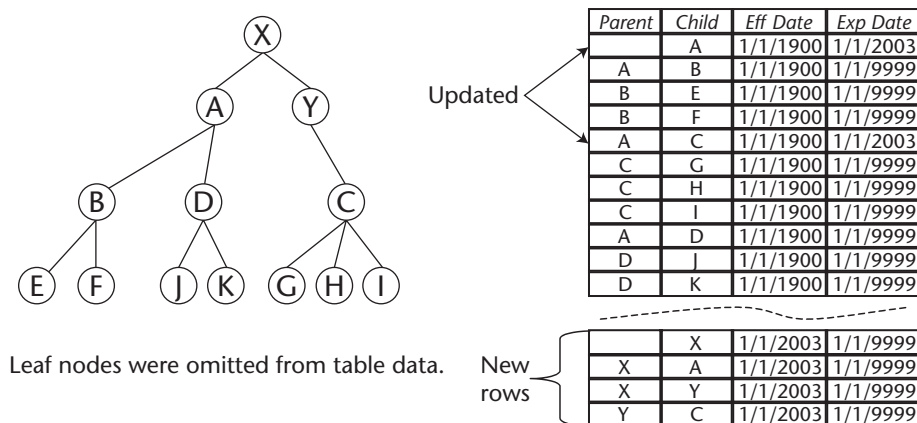 X
A Y
B D C
E F J K G H I
Leaf nodes were omitted from table data.
Updated
Parent Child Eff Date Exp Date
A 1/1/1900 1/1/2003
A B 1/1/1900 1/1/9999
B E 1/1/1900 1/1/9999
B F 1/1/1900 1/1/9999
A C 1/1/1900 1/1/2003
C G 1/1/1900 1/1/9999
C H 1/1/1900 1/1/9999
C I 1/1/1900 1/1/9999
A D 1/1/1900 1/1/9999
D J 1/1/1900 1/1/9999
D K 1/1/1900 1/1/9999
New
rows
X 1/1/2003 1/1/9999
X A 1/1/2003 1/1/9999
X Y 1/1/2003 1/1/9999
Y C 1/1/2003 1/1/9999